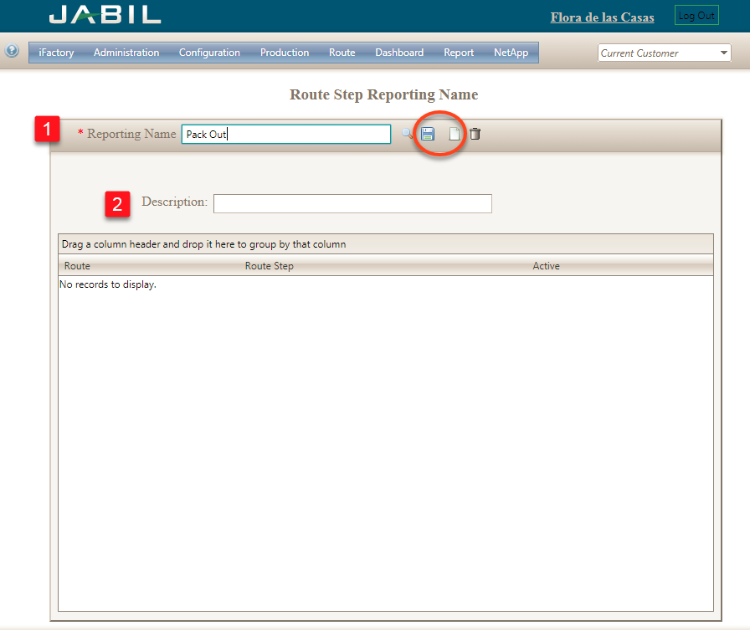 JABIL
Flora de las Casas Log Out
iFactory Administration Configuration Production Route Dashboard Report NetApp Current Customer
Route Step Reporting Name
1 * Reporting Name Pack Out
2 Description:
Drag a column header and drop it here to group by that column
Route Route Step Active
No records to display.